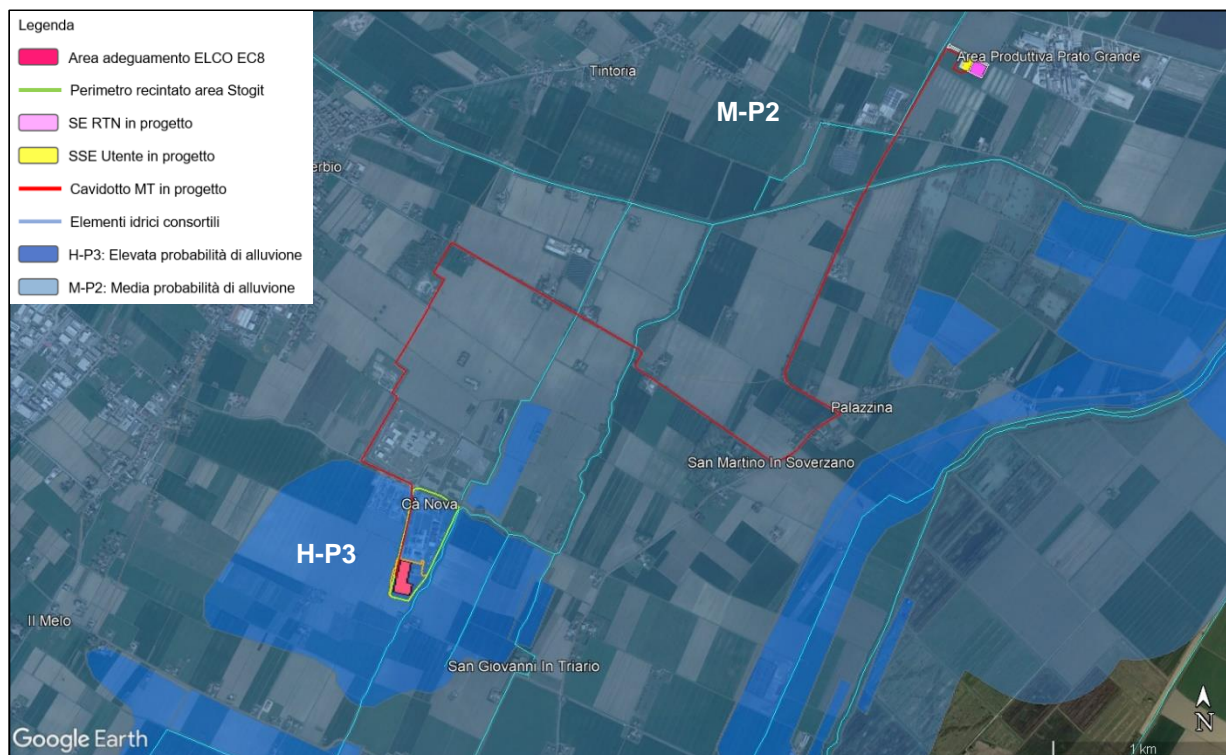 Legenda
Area adeguamento ELCO EC8
Perimetro recintato area Stogit
SE RTN in progetto
SSE Utente in progetto
Cavidotto MT in progetto
Elementi idrici consortili
H-P3: Elevata probabilità di alluvione
M-P2: Media probabilità di alluvione
Area Produttiva Prato Grande
Tintoria
M-P2
erbio
Palazzina
San Martino In Soverzano
Cà Nova
H-P3
Il Melo
San Giovanni In Triario
N
Google Earth
1 km